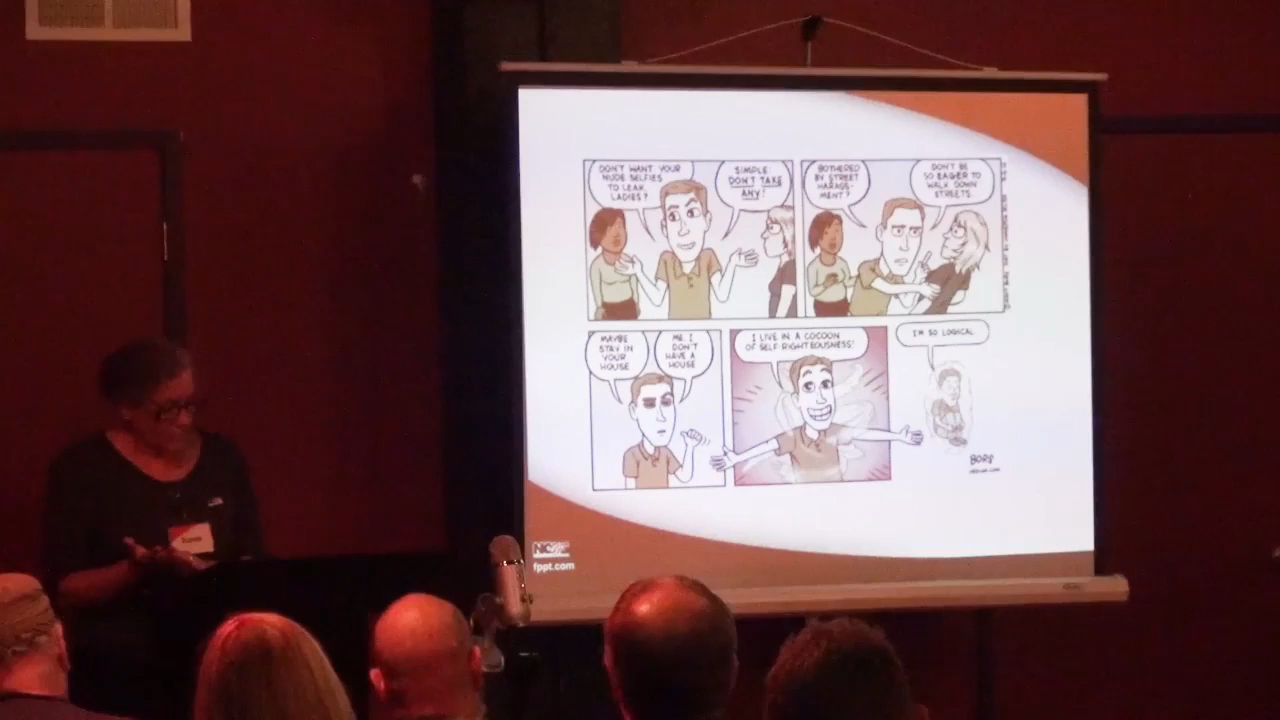 DON'T WANT YOUR
NUDE SELFIES
TO LEAK,
LADIES?
SIMPLE.
DON'T TAKE
ANY!
BOTHERED
BY STREET
HARASS-
MENT?
DON'T BE
SO EAGER TO
WALK DOWN
STREETS.
MAYBE
STAY IN
YOUR
HOUSE
ME, I
DON'T
HAVE A
HOUSE
I LIVE IN A COCOON
OF SELF RIGHTEOUSNESS!
I'M SO LOGICAL
BORS
fppt.com